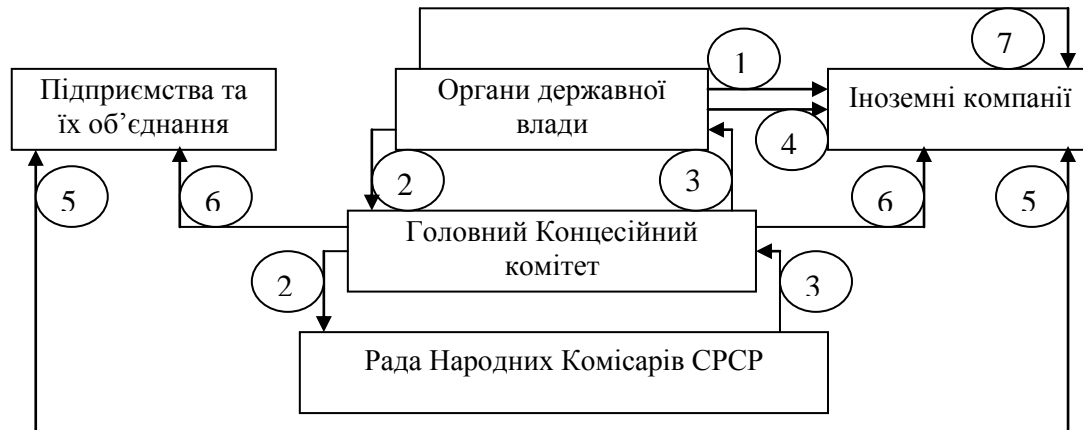 7
1
Підприємства та
їх об’єднання
Органи державної
влади
Іноземні компанії
4
5
6
2
3
6
5
Головний Концесійний
комітет
2
3
Рада Народних Комісарів СРСР